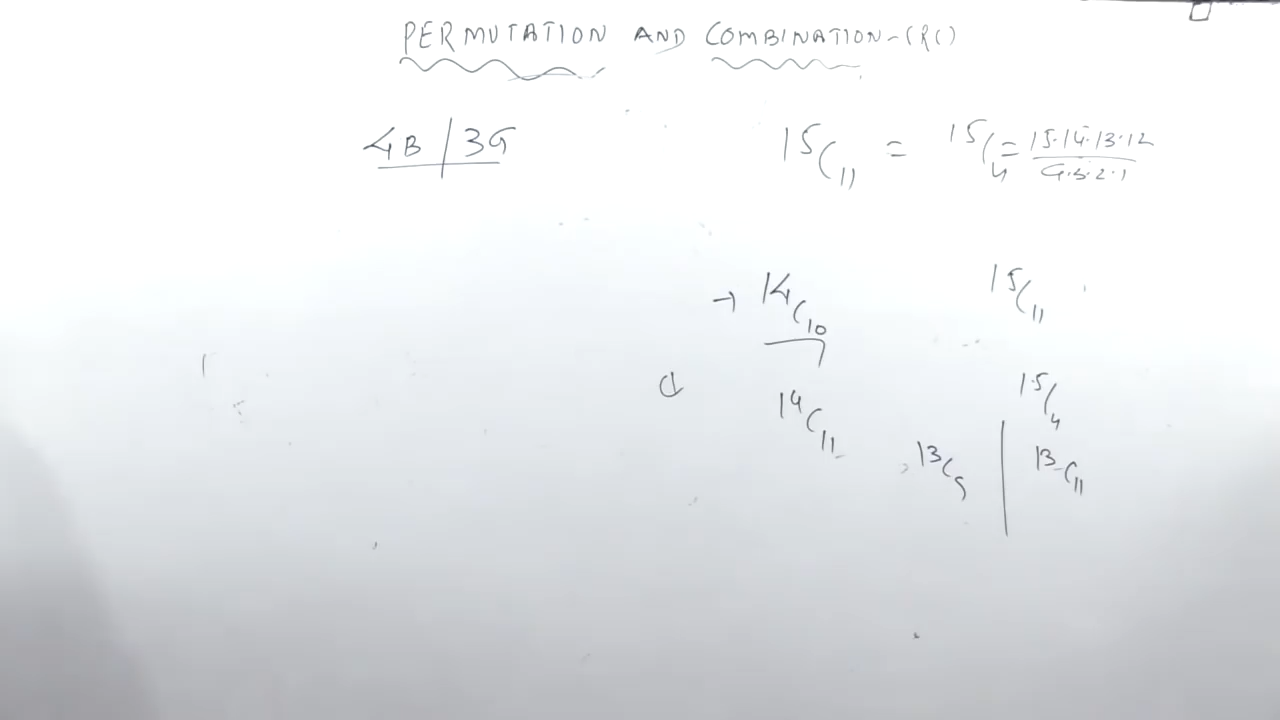 PERMUTATION AND COMBINATION-(RC)
4B / 3G
15C11 = 15C4 = 15.14.13.12 / 4.3.2.1
→ 14C10 15C11
14C11 15C4
13C9 | 13C11